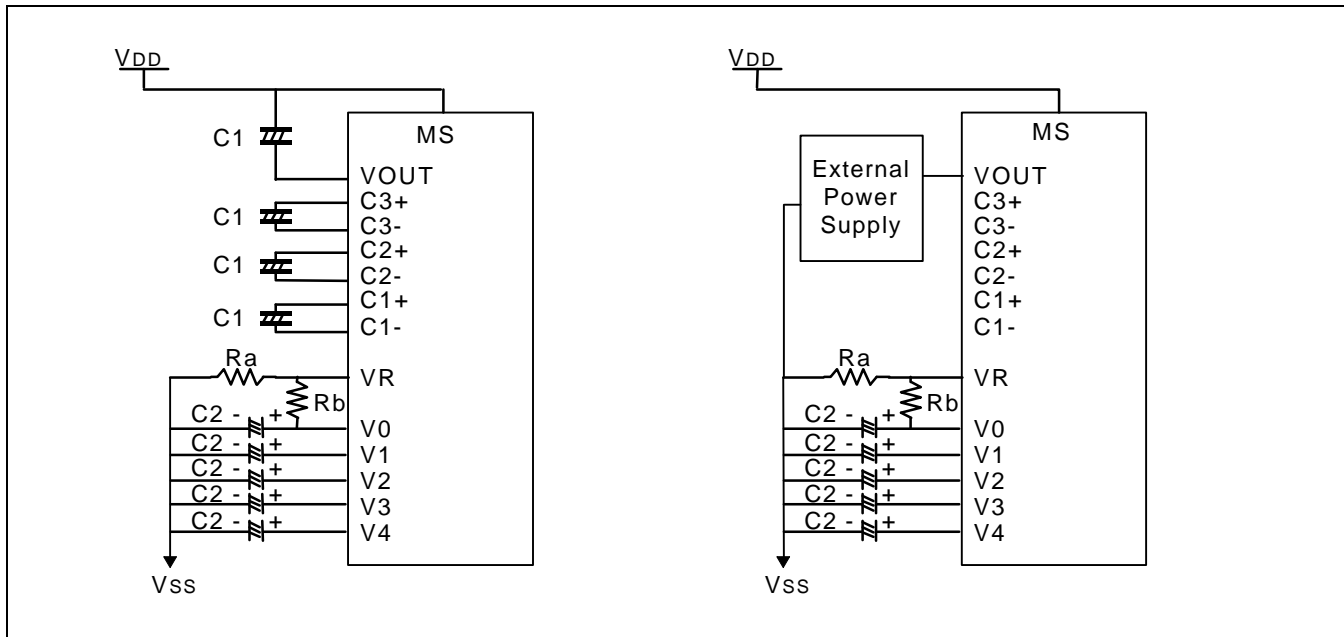 VDD
MS
C1
VOUT
C3+
C1
C3-
C2+
C1
C2-
C1+
C1
C1-
Ra
VR
Rb
C2 - +
V0
C2 - +
V1
C2 - +
V2
C2 - +
V3
C2 - +
V4
VSS
VDD
MS
External
Power
Supply
VOUT
C3+
C3-
C2+
C2-
C1+
C1-
Ra
VR
Rb
C2 - +
V0
C2 - +
V1
C2 - +
V2
C2 - +
V3
C2 - +
V4
VSS